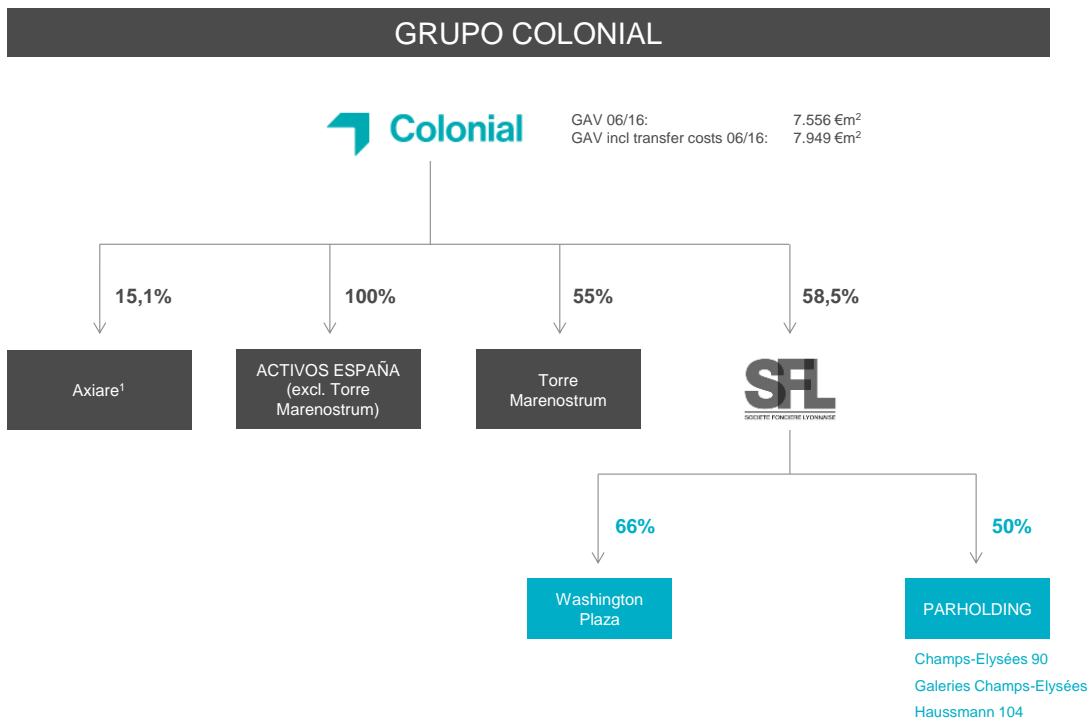 GRUPO COLONIAL
Colonial
GAV 06/16: 7.556 €m²
GAV incl transfer costs 06/16: 7.949 €m²
15,1% 100% 55% 58,5%
Axiare¹
ACTIVOS ESPAÑA
(excl. Torre
Marenostrum)
Torre
Marenostrum
SFL
SOCIETE FONCIERE LYONNAISE
66% 50%
Washington
Plaza
PARHOLDING
Champs-Elysées 90
Galeries Champs-Elysées
Haussmann 104